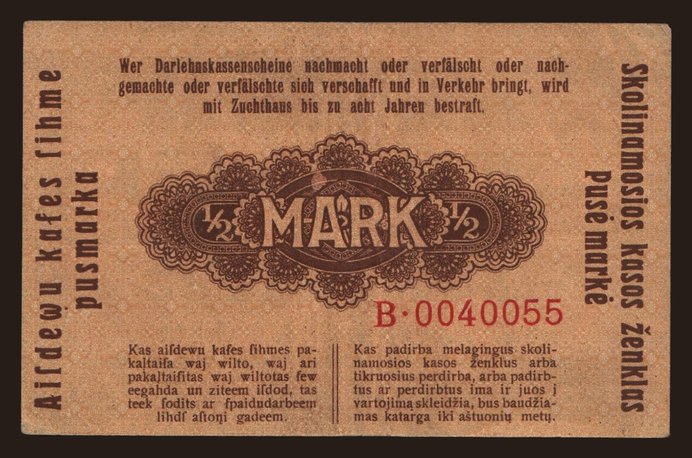 Wer Darlehnskassenscheine nachmacht oder verfälscht oder nach-
gemachte oder verfälschte sich verschafft und in Verkehr bringt, wird
mit Zuchthaus bis zu acht Jahren bestraft.
Aiſdewu kaſes ſihme
pusmarka
½ MARK ½
Skolinamosios kasos ženklas
pusė markė
B·0040055
Kas aiſdewu kaſes ſihmes pa-
kaļtaiſa waj wilto, waj ari
pakaļtaiſitas waj wiltotas ſew
eegahda un ziteem iſdod, tas
teek ſodits ar ſpaidudarbeem
lihdſ aſtoņi gadeem.
Kas padirba melagingus skoli-
namosios kasos ženklus arba
tikruosius perdirba, arba padirb-
tus ar perdirbtus ima ir juos į
vartojimą skleidžia, bus baudžia-
mas katarga iki aštuonių metų.